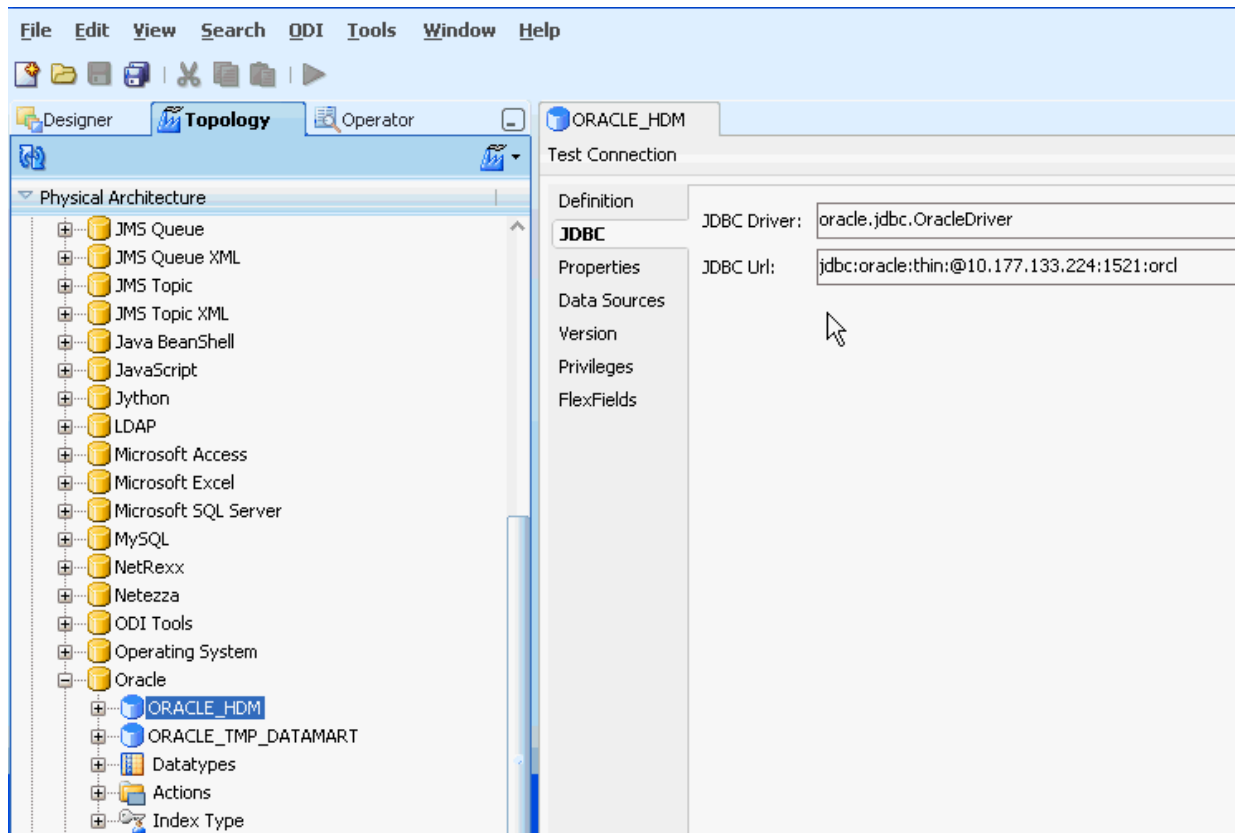 File Edit View Search ODI Tools Window Help
Designer Topology Operator
Physical Architecture
JMS Queue
JMS Queue XML
JMS Topic
JMS Topic XML
Java BeanShell
JavaScript
Jython
LDAP
Microsoft Access
Microsoft Excel
Microsoft SQL Server
MySQL
NetRexx
Netezza
ODI Tools
Operating System
Oracle
ORACLE_HDM
ORACLE_TMP_DATAMART
Datatypes
Actions
Index Type
ORACLE_HDM
Test Connection
Definition
JDBC
Properties
Data Sources
Version
Privileges
FlexFields
JDBC Driver: oracle.jdbc.OracleDriver
JDBC Url: jdbc:oracle:thin:@10.177.133.224:1521:orcl